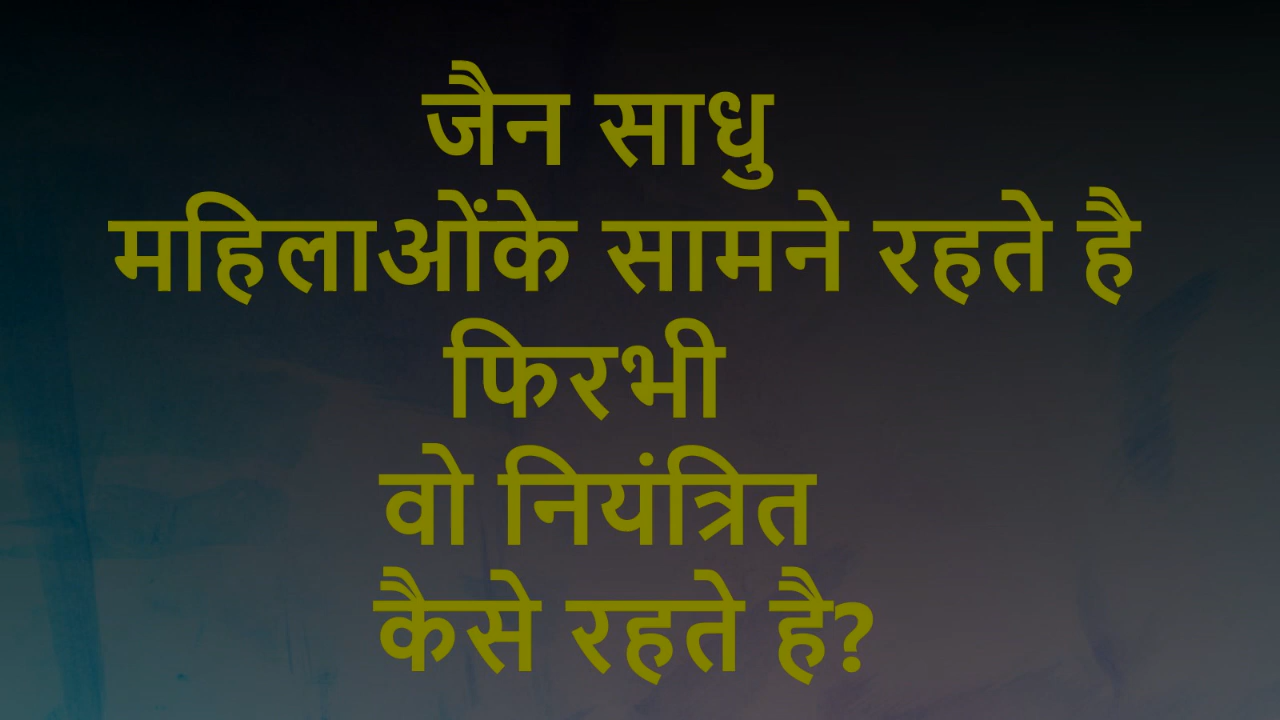 जैन साधु
महिलाओंके सामने रहते है
फिरभी
वो नियंत्रित
कैसे रहते है?